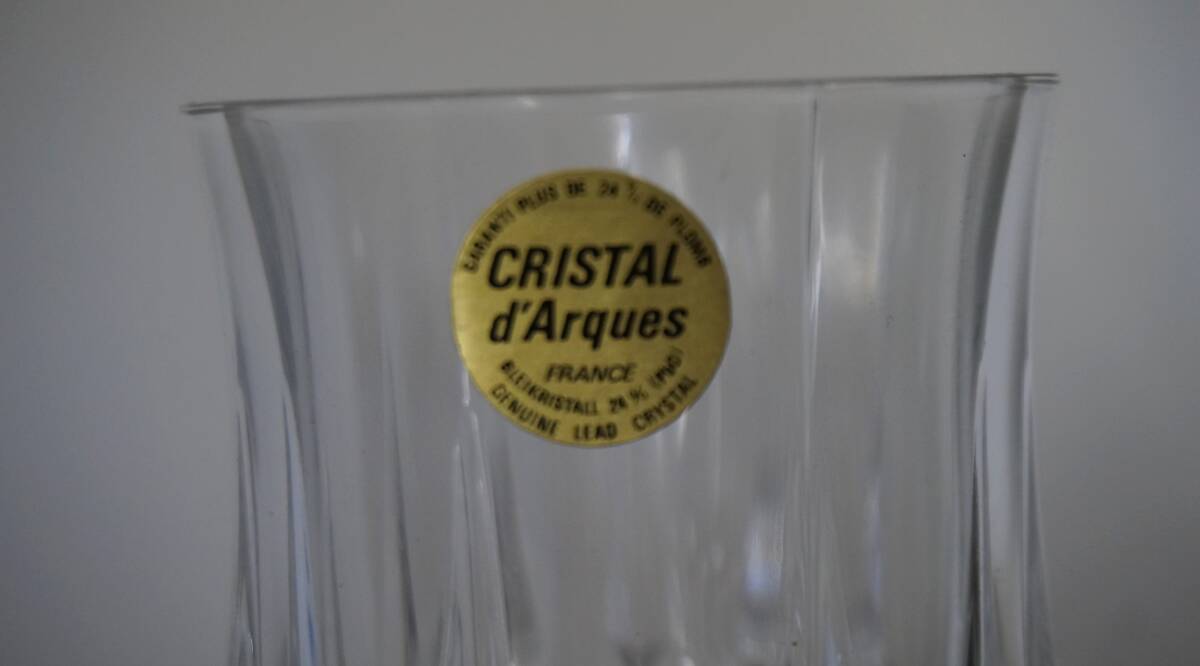 GARANTI PLUS DE 24 % DE PLOMB
CRISTAL
d'Arques
FRANCE
BLEIKRISTALL 24 % (PbO)
GENUINE LEAD CRYSTAL